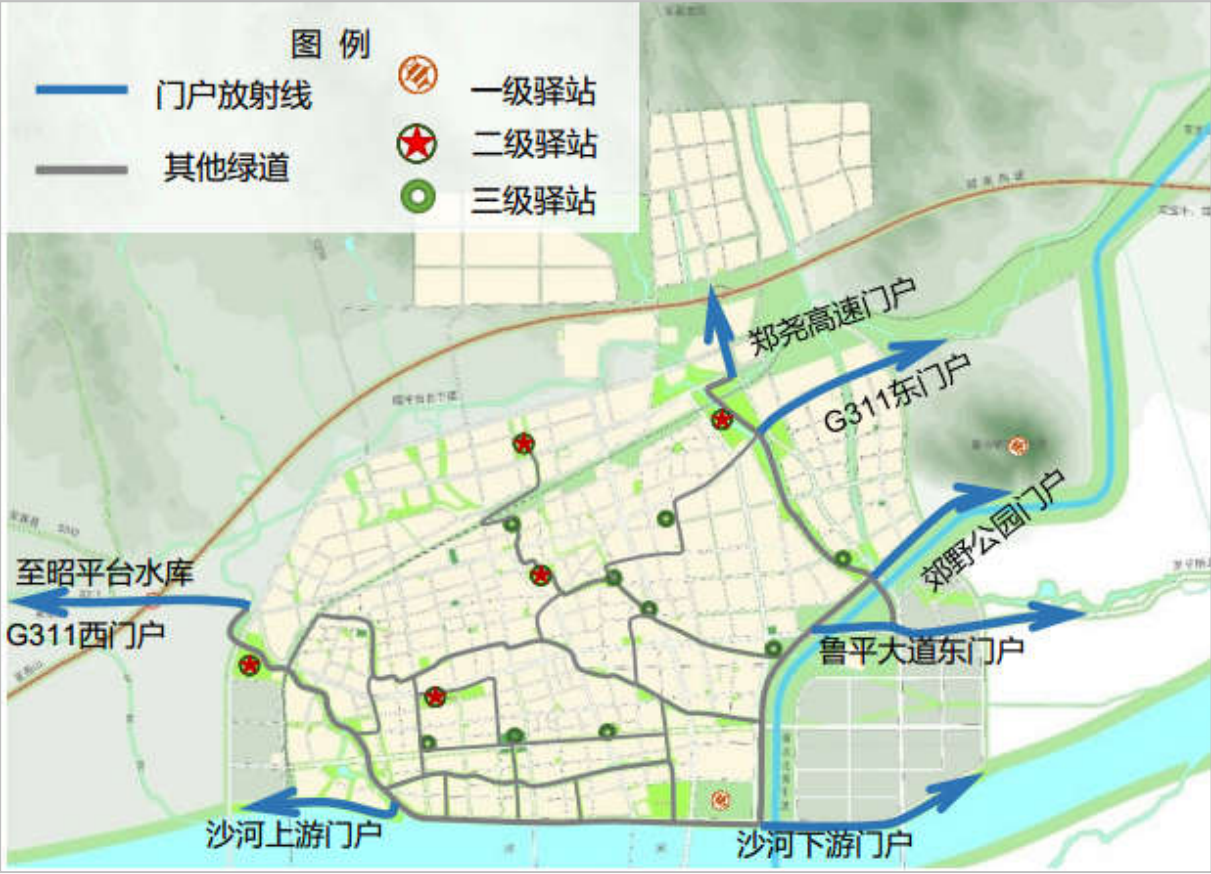 图 例
门户放射线
一级驿站
二级驿站
其他绿道
三级驿站
郑尧高速门户
G311东门户
郊野公园门户
至昭平台水库
G311西门户
鲁平大道东门户
沙河上游门户
沙河下游门户
沙
河